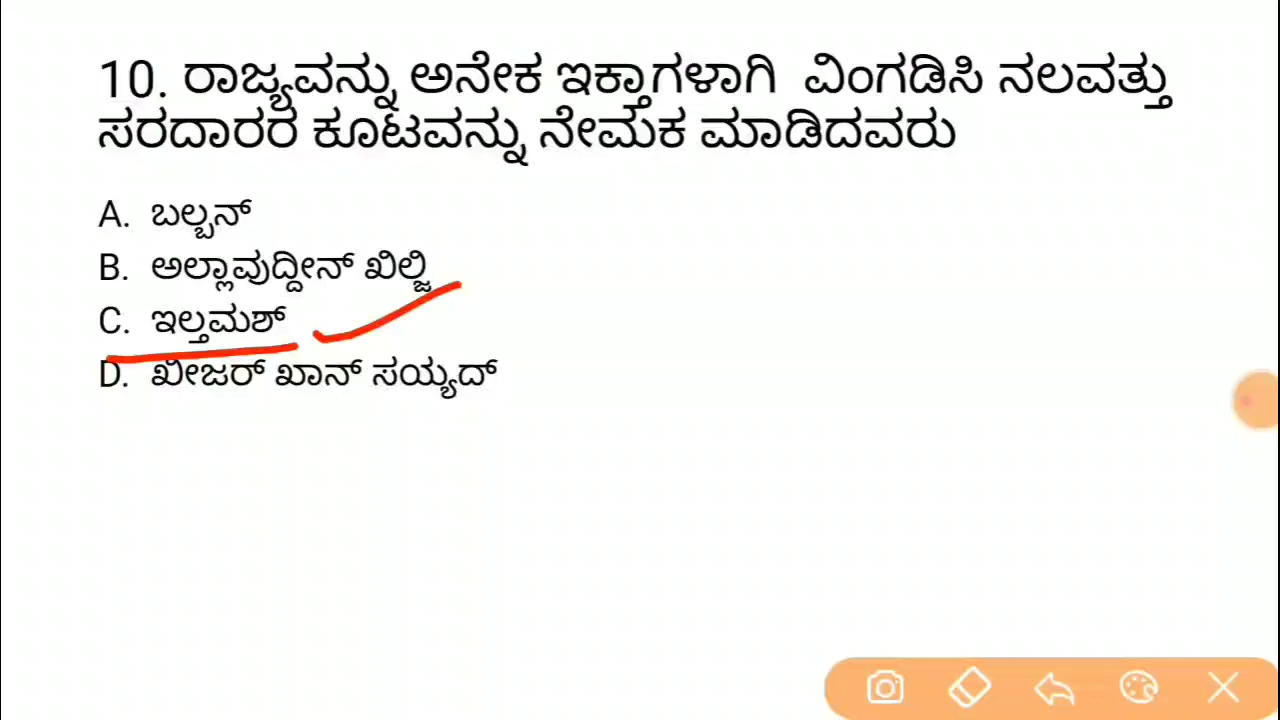 10. ರಾಜ್ಯವನ್ನು ಅನೇಕ ಇಕ್ತಾಗಳಾಗಿ ವಿಂಗಡಿಸಿ ನಲವತ್ತು
ಸರದಾರರ ಕೂಟವನ್ನು ನೇಮಕ ಮಾಡಿದವರು
A. ಬಲ್ಬನ್
B. ಅಲ್ಲಾವುದ್ದೀನ್ ಖಿಲ್ಜಿ
C. ಇಲ್ತಮಶ್
D. ಖೀಜರ್ ಖಾನ್ ಸಯ್ಯದ್